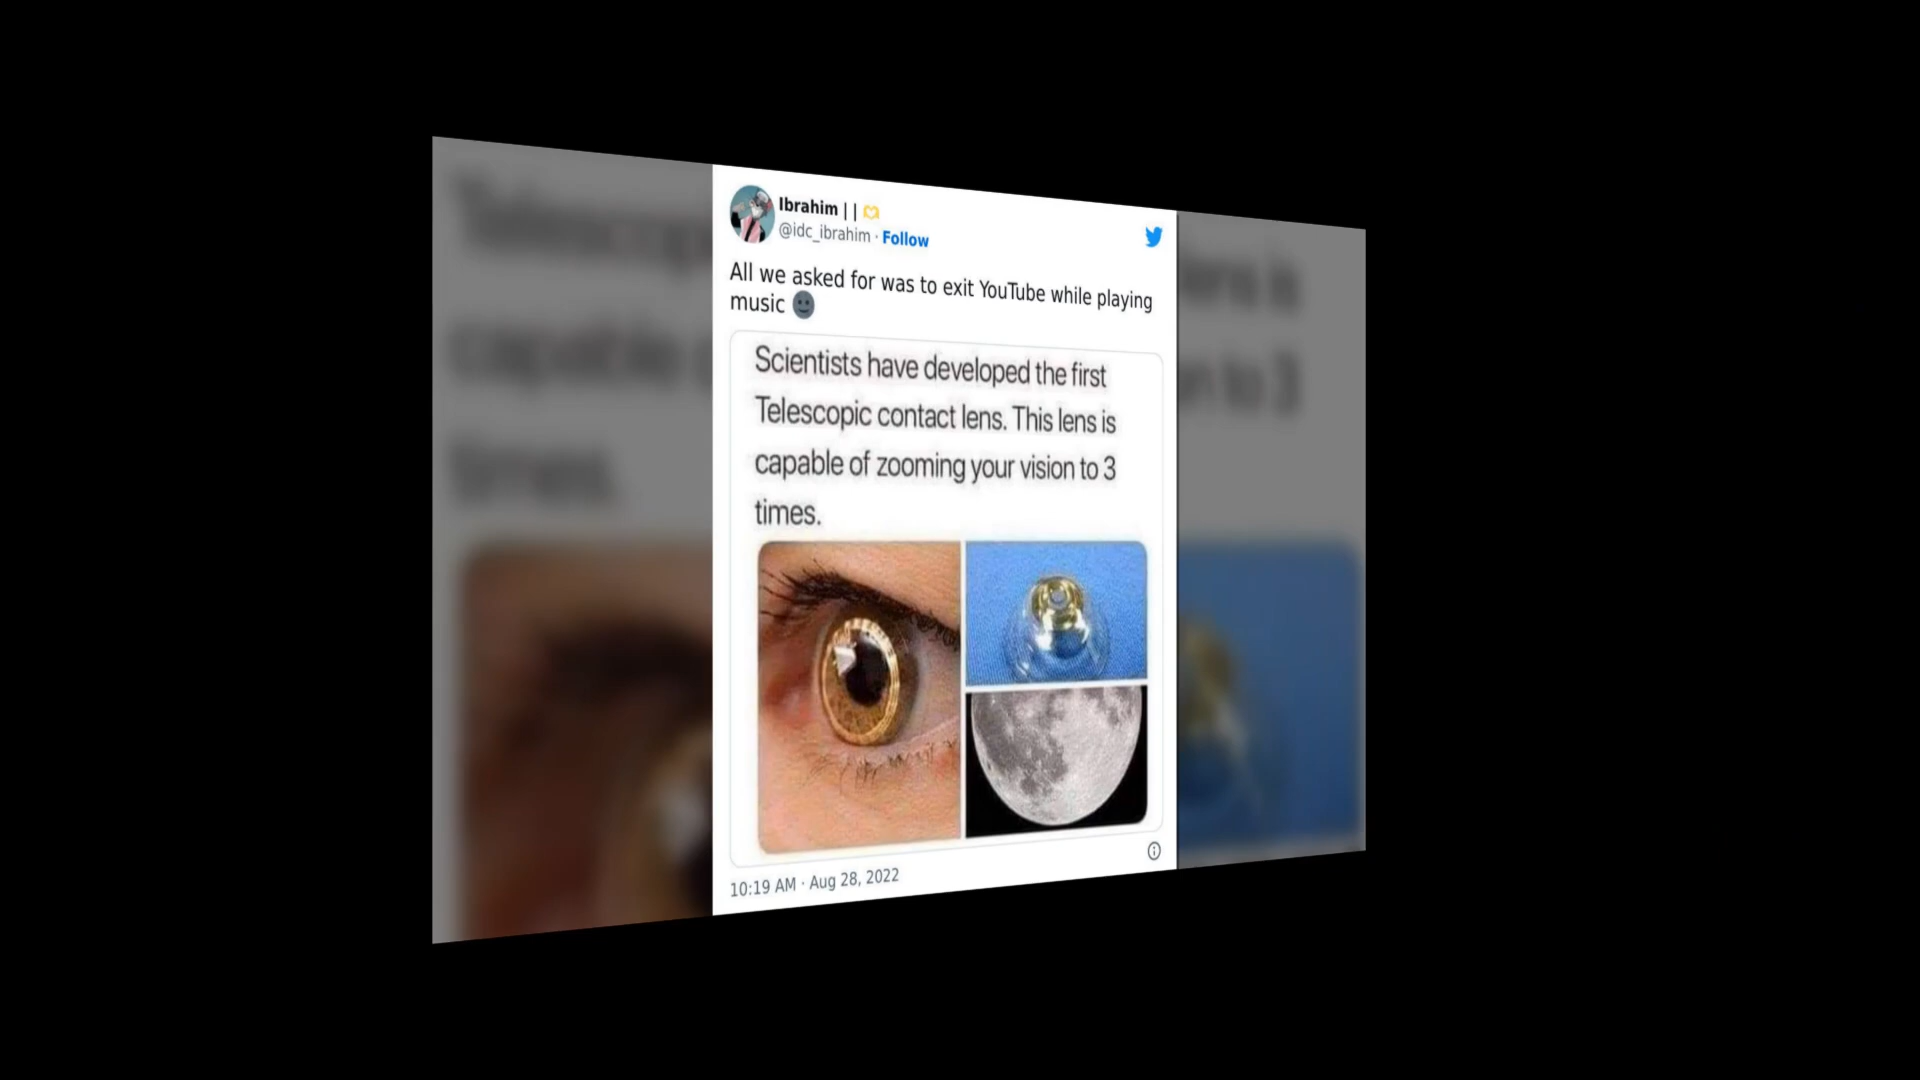 Ibrahim || 🫶
@idc_ibrahim · Follow
All we asked for was to exit YouTube while playing
music 🌚
Scientists have developed the first
Telescopic contact lens. This lens is
capable of zooming your vision to 3
times.
10:19 AM · Aug 28, 2022